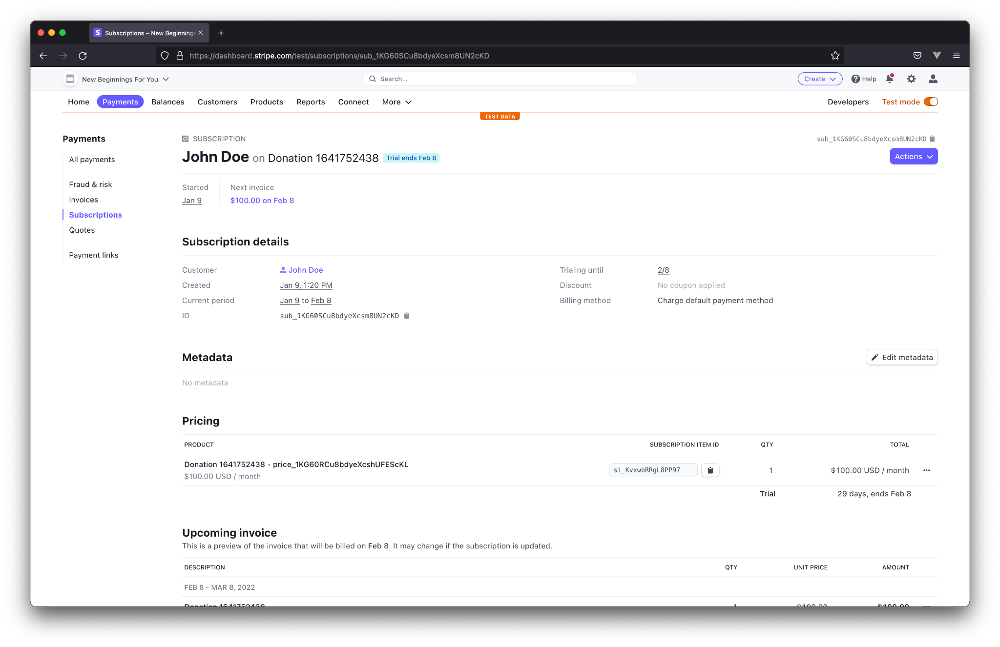 Subscriptions – New Beginnings
https://dashboard.stripe.com/test/subscriptions/sub_1KG60SCu8bdyeXcsm8UN2cKD
New Beginnings For You
Search...
Create
Help
Home Payments Balances Customers Products Reports Connect More
Developers
Test mode
TEST DATA
Payments
All payments
Fraud & risk
Invoices
Subscriptions
Quotes
Payment links
SUBSCRIPTION
sub_1KG60SCu8bdyeXcsm8UN2cKD
John Doe on Donation 1641752438 Trial ends Feb 8
Actions
Started
Jan 9
Next invoice
$100.00 on Feb 8
Subscription details
Customer John Doe
Created Jan 9, 1:20 PM
Current period Jan 9 to Feb 8
ID sub_1KG60SCu8bdyeXcsm8UN2cKD
Trialing until 2/8
Discount No coupon applied
Billing method Charge default payment method
Metadata
Edit metadata
No metadata
Pricing
PRODUCT SUBSCRIPTION ITEM ID QTY TOTAL
Donation 1641752438 • price_1KG60RCu8bdyeXcshUFEScKL
$100.00 USD / month
si_KvxwbRRgL8PP97 1 $100.00 USD / month
Trial 29 days, ends Feb 8
Upcoming invoice
This is a preview of the invoice that will be billed on Feb 8. It may change if the subscription is updated.
DESCRIPTION QTY UNIT PRICE AMOUNT
FEB 8 - MAR 8, 2022
Donation 1641752438 1 $100.00 $100.00